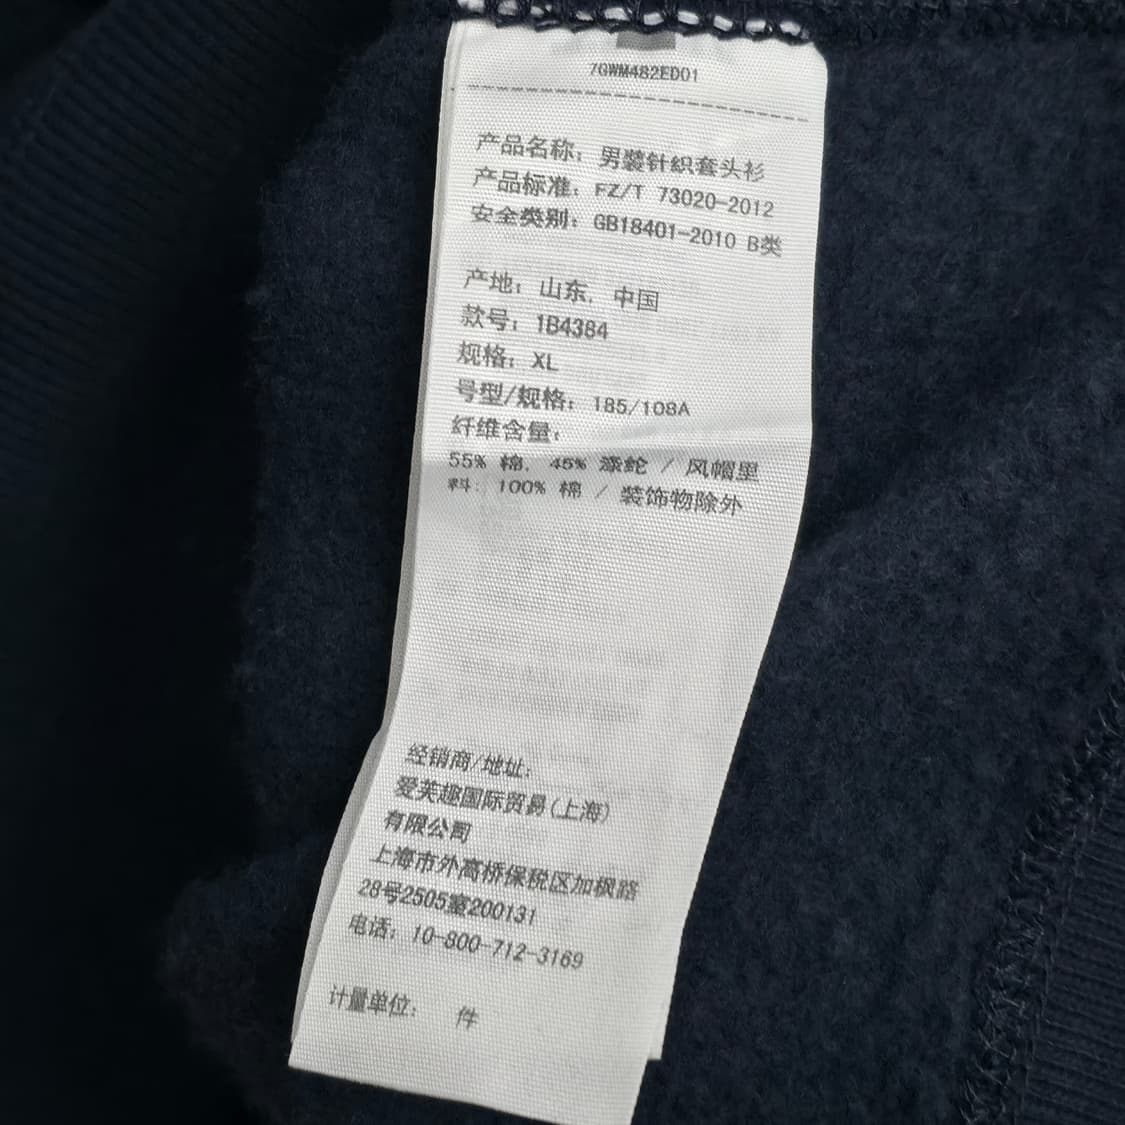 7GWM482ED01
产品名称: 男装针织套头衫
产品标准: FZ/T 73020-2012
安全类别: GB18401-2010 B类
产地: 山东, 中国
款号: 1B4384
规格: XL
号型/规格: 185/108A
纤维含量:
55% 棉, 45% 涤纶 / 风帽里
料: 100% 棉 / 装饰物除外
经销商/地址:
爱芙趣国际贸易(上海)
有限公司
上海市外高桥保税区加枫路
28号2505室200131
电话: 10-800-712-3169
计量单位: 件